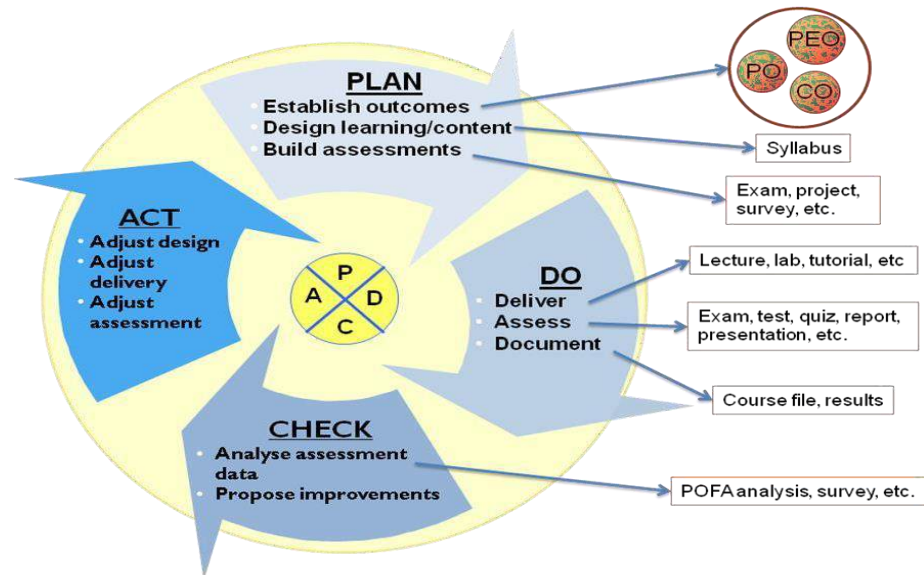 PLAN
Establish outcomes
Design learning/content
Build assessments
PEO
PO
CO
Syllabus
Exam, project,
survey, etc.
DO
Deliver
Assess
Document
Lecture, lab, tutorial, etc
Exam, test, quiz, report,
presentation, etc.
Course file, results
CHECK
Analyse assessment
data
Propose improvements
POFA analysis, survey, etc.
ACT
Adjust design
Adjust
delivery
Adjust
assessment
P
A D
C